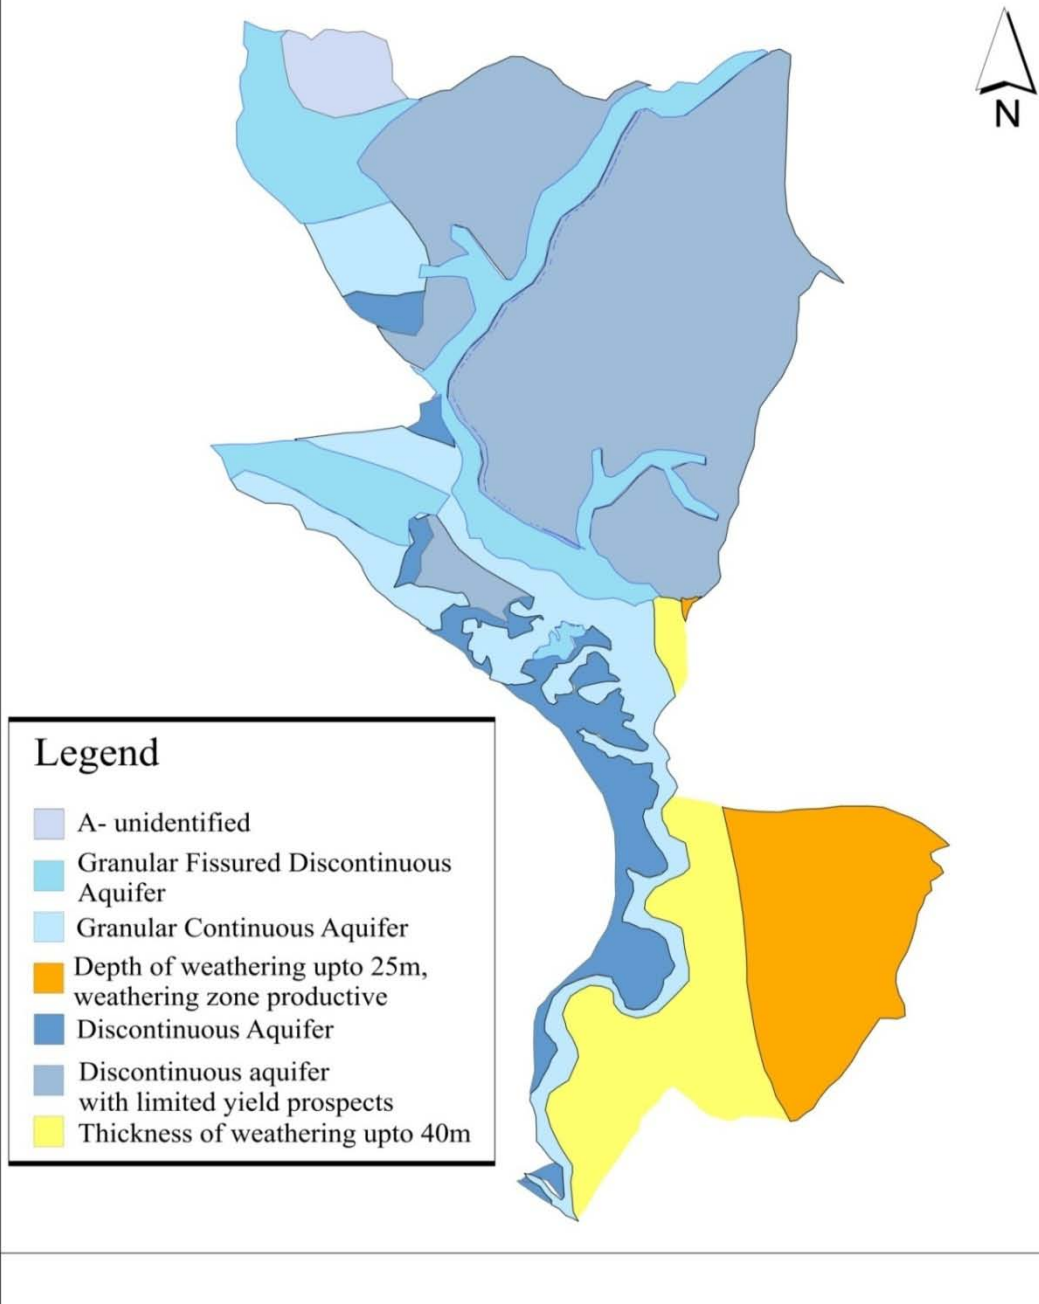 N
Legend
A- unidentified
Granular Fissured Discontinuous
Aquifer
Granular Continuous Aquifer
Depth of weathering upto 25m,
weathering zone productive
Discontinuous Aquifer
Discontinuous aquifer
with limited yield prospects
Thickness of weathering upto 40m